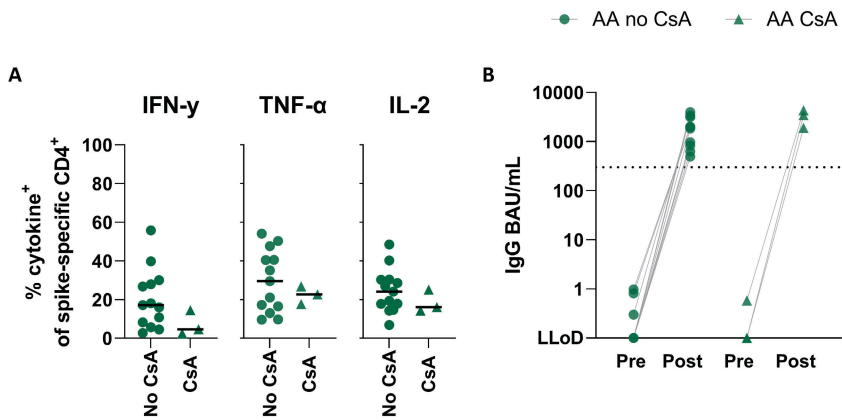 AA no CsA AA CsA
A
IFN-y TNF-α IL-2
% cytokine+
of spike-specific CD4+
100
80
60
40
20
0
No CsA CsA No CsA CsA No CsA CsA
B
IgG BAU/mL
10000
1000
100
10
1
LLoD
Pre Post Pre Post